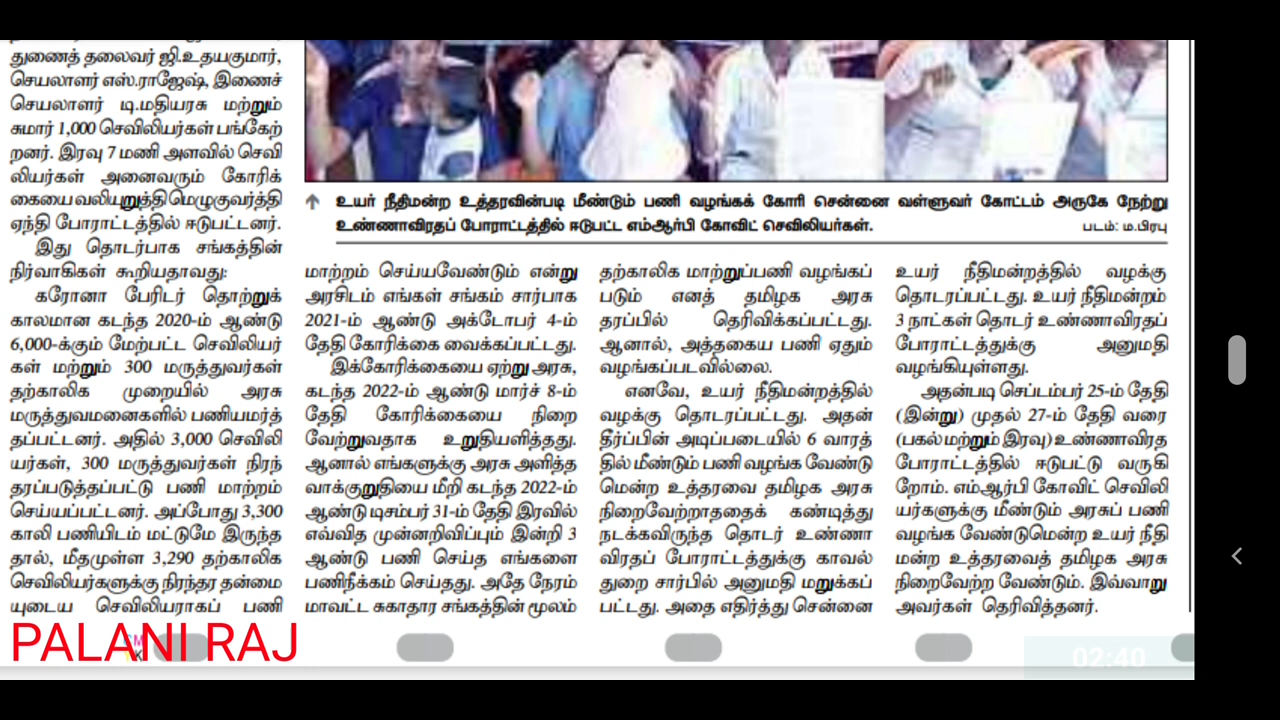 துணைத் தலைவர் ஜி.உதயகுமார்,
செயலாளர் எஸ்.ராஜேஷ், இணைச்
செயலாளர் டி.மதியரசு மற்றும்
சுமார் 1,000 செவிலியர்கள் பங்கேற்
றனர். இரவு 7 மணி அளவில் செவி
லியர்கள் அனைவரும் கோரிக்
கையை வலியுறுத்தி மெழுகுவர்த்தி
ஏந்தி போராட்டத்தில் ஈடுபட்டனர்.
இது தொடர்பாக சங்கத்தின்
நிர்வாகிகள் கூறியதாவது:
கரோனா பேரிடர் தொற்றுக்
காலமான கடந்த 2020-ம் ஆண்டு
6,000-க்கும் மேற்பட்ட செவிலியர்
கள் மற்றும் 300 மருத்துவர்கள்
தற்காலிக முறையில் அரசு
மருத்துவமனைகளில் பணியமர்த்
தப்பட்டனர். அதில் 3,000 செவிலி
யர்கள், 300 மருத்துவர்கள் நிரந்
தரப்படுத்தப்பட்டு பணி மாற்றம்
செய்யப்பட்டனர். அப்போது 3,300
காலி பணியிடம் மட்டுமே இருந்த
தால், மீதமுள்ள 3,290 தற்காலிக
செவிலியர்களுக்கு நிரந்தர தன்மை
யுடைய செவிலியராகப் பணி
உயர் நீதிமன்ற உத்தரவின்படி மீண்டும் பணி வழங்கக் கோரி சென்னை வள்ளுவர் கோட்டம் அருகே நேற்று
உண்ணாவிரதப் போராட்டத்தில் ஈடுபட்ட எம்ஆர்பி கோவிட் செவிலியர்கள். படம்: ம.பிரபு
மாற்றம் செய்யவேண்டும் என்று
அரசிடம் எங்கள் சங்கம் சார்பாக
2021-ம் ஆண்டு அக்டோபர் 4-ம்
தேதி கோரிக்கை வைக்கப்பட்டது.
இக்கோரிக்கையை ஏற்று அரசு,
கடந்த 2022-ம் ஆண்டு மார்ச் 8-ம்
தேதி கோரிக்கையை நிறை
வேற்றுவதாக உறுதியளித்தது.
ஆனால் எங்களுக்கு அரசு அளித்த
வாக்குறுதியை மீறி கடந்த 2022-ம்
ஆண்டு டிசம்பர் 31-ம் தேதி இரவில்
எவ்வித முன்னறிவிப்பும் இன்றி 3
ஆண்டு பணி செய்த எங்களை
பணிநீக்கம் செய்தது. அதே நேரம்
மாவட்ட சுகாதார சங்கத்தின் மூலம்
தற்காலிக மாற்றுப்பணி வழங்கப்
படும் எனத் தமிழக அரசு
தரப்பில் தெரிவிக்கப்பட்டது.
ஆனால், அத்தகைய பணி ஏதும்
வழங்கப்படவில்லை.
எனவே, உயர் நீதிமன்றத்தில்
வழக்கு தொடரப்பட்டது. அதன்
தீர்ப்பின் அடிப்படையில் 6 வாரத்
தில் மீண்டும் பணி வழங்க வேண்டு
மென்ற உத்தரவை தமிழக அரசு
நிறைவேற்றாததைக் கண்டித்து
நடக்கவிருந்த தொடர் உண்ணா
விரதப் போராட்டத்துக்கு காவல்
துறை சார்பில் அனுமதி மறுக்கப்
பட்டது. அதை எதிர்த்து சென்னை
உயர் நீதிமன்றத்தில் வழக்கு
தொடரப்பட்டது. உயர் நீதிமன்றம்
3 நாட்கள் தொடர் உண்ணாவிரதப்
போராட்டத்துக்கு அனுமதி
வழங்கியுள்ளது.
அதன்படி செப்டம்பர் 25-ம் தேதி
(இன்று) முதல் 27-ம் தேதி வரை
(பகல் மற்றும் இரவு) உண்ணாவிரத
போராட்டத்தில் ஈடுபட்டு வருகி
றோம். எம்ஆர்பி கோவிட் செவிலி
யர்களுக்கு மீண்டும் அரசுப் பணி
வழங்க வேண்டுமென்ற உயர் நீதி
மன்ற உத்தரவைத் தமிழக அரசு
நிறைவேற்ற வேண்டும். இவ்வாறு
அவர்கள் தெரிவித்தனர்.
PALANI RAJ
02:40